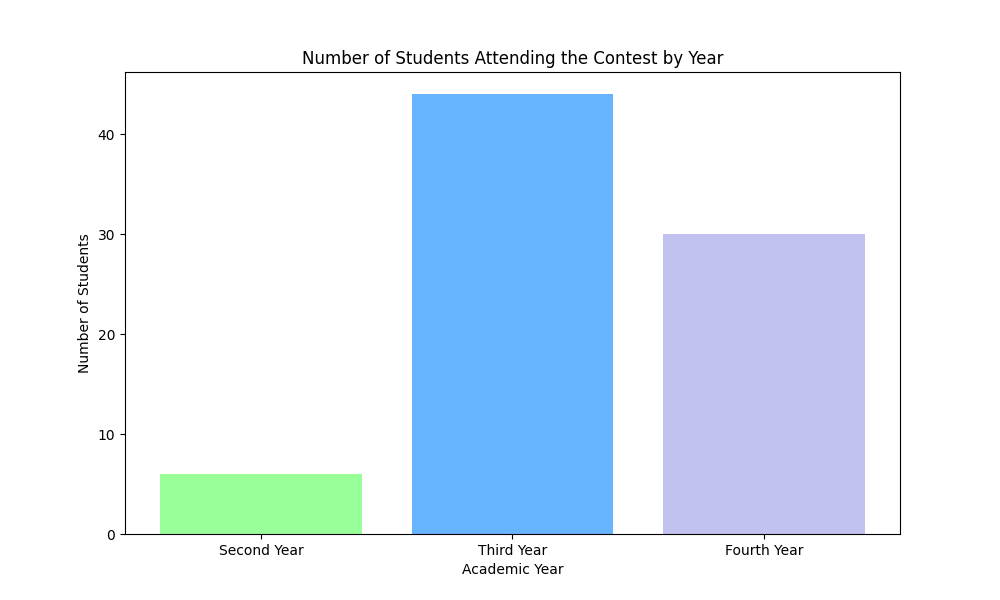 Number of Students Attending the Contest by Year
Number of Students
40
30
20
10
0
Second Year
Third Year
Fourth Year
Academic Year